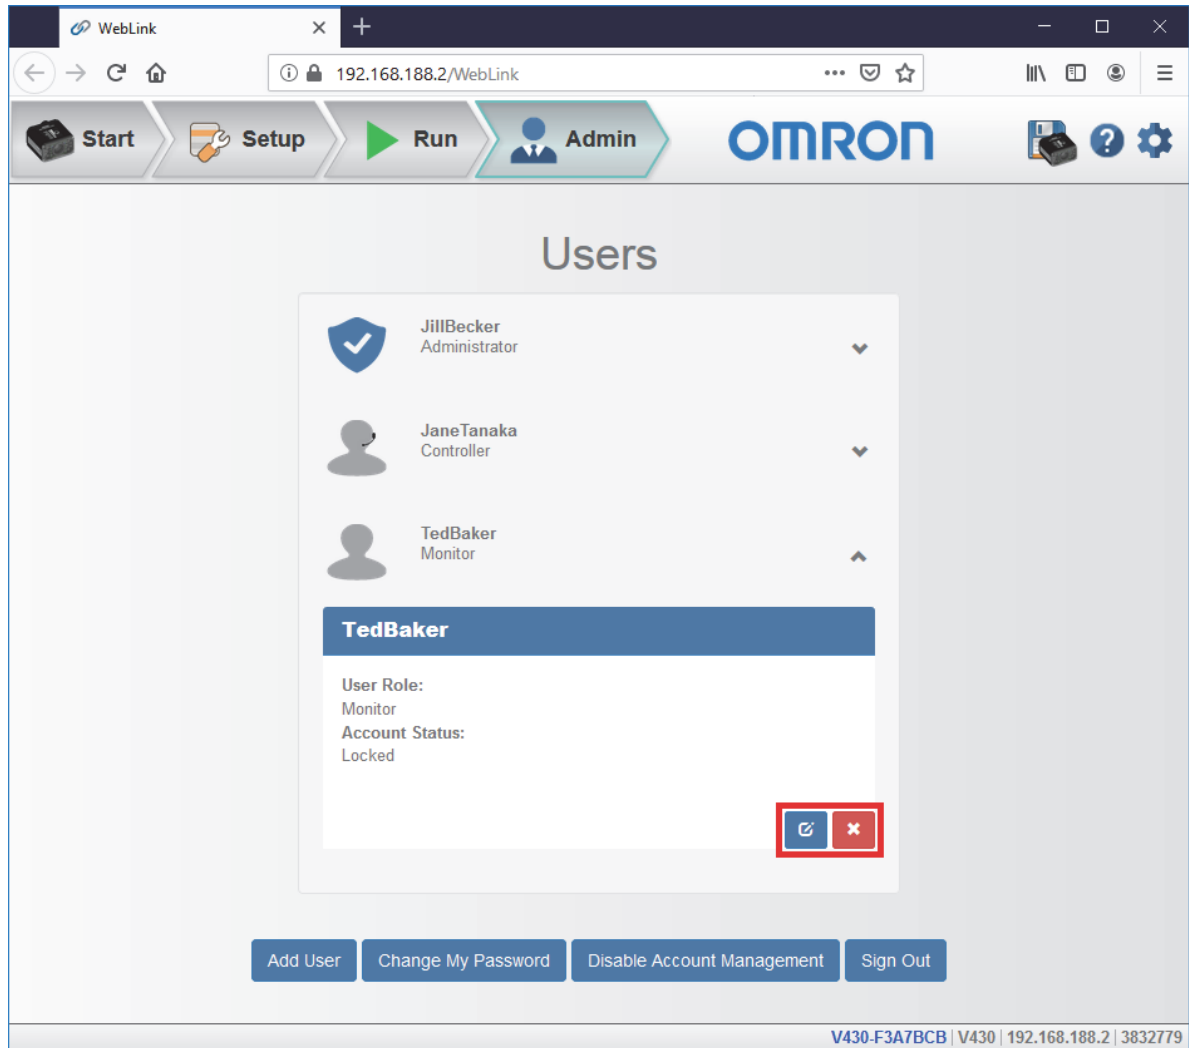 WebLink
192.168.188.2/WebLink
Start
Setup
Run
Admin
OMRON
Users
JillBecker
Administrator
JaneTanaka
Controller
TedBaker
Monitor
TedBaker
User Role:
Monitor
Account Status:
Locked
Add User
Change My Password
Disable Account Management
Sign Out
V430-F3A7BCB | V430 | 192.168.188.2 | 3832779